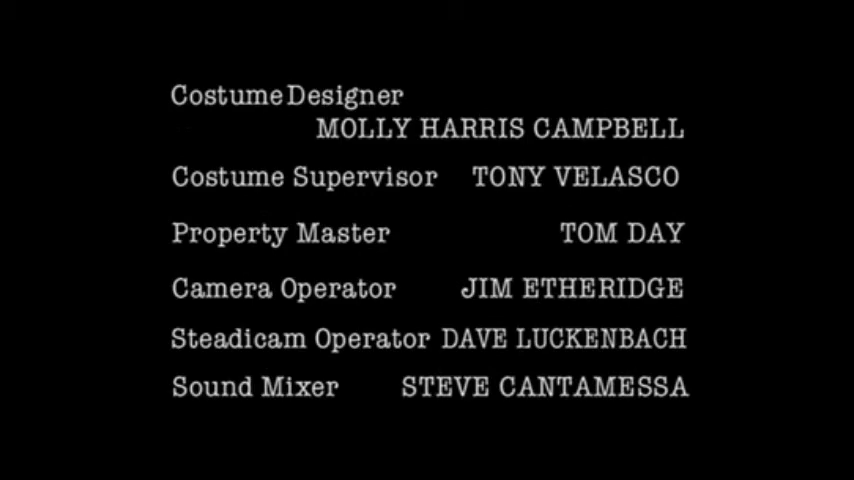 Costume Designer
MOLLY HARRIS CAMPBELL
Costume Supervisor TONY VELASCO
Property Master TOM DAY
Camera Operator JIM ETHERIDGE
Steadicam Operator DAVE LUCKENBACH
Sound Mixer STEVE CANTAMESSA